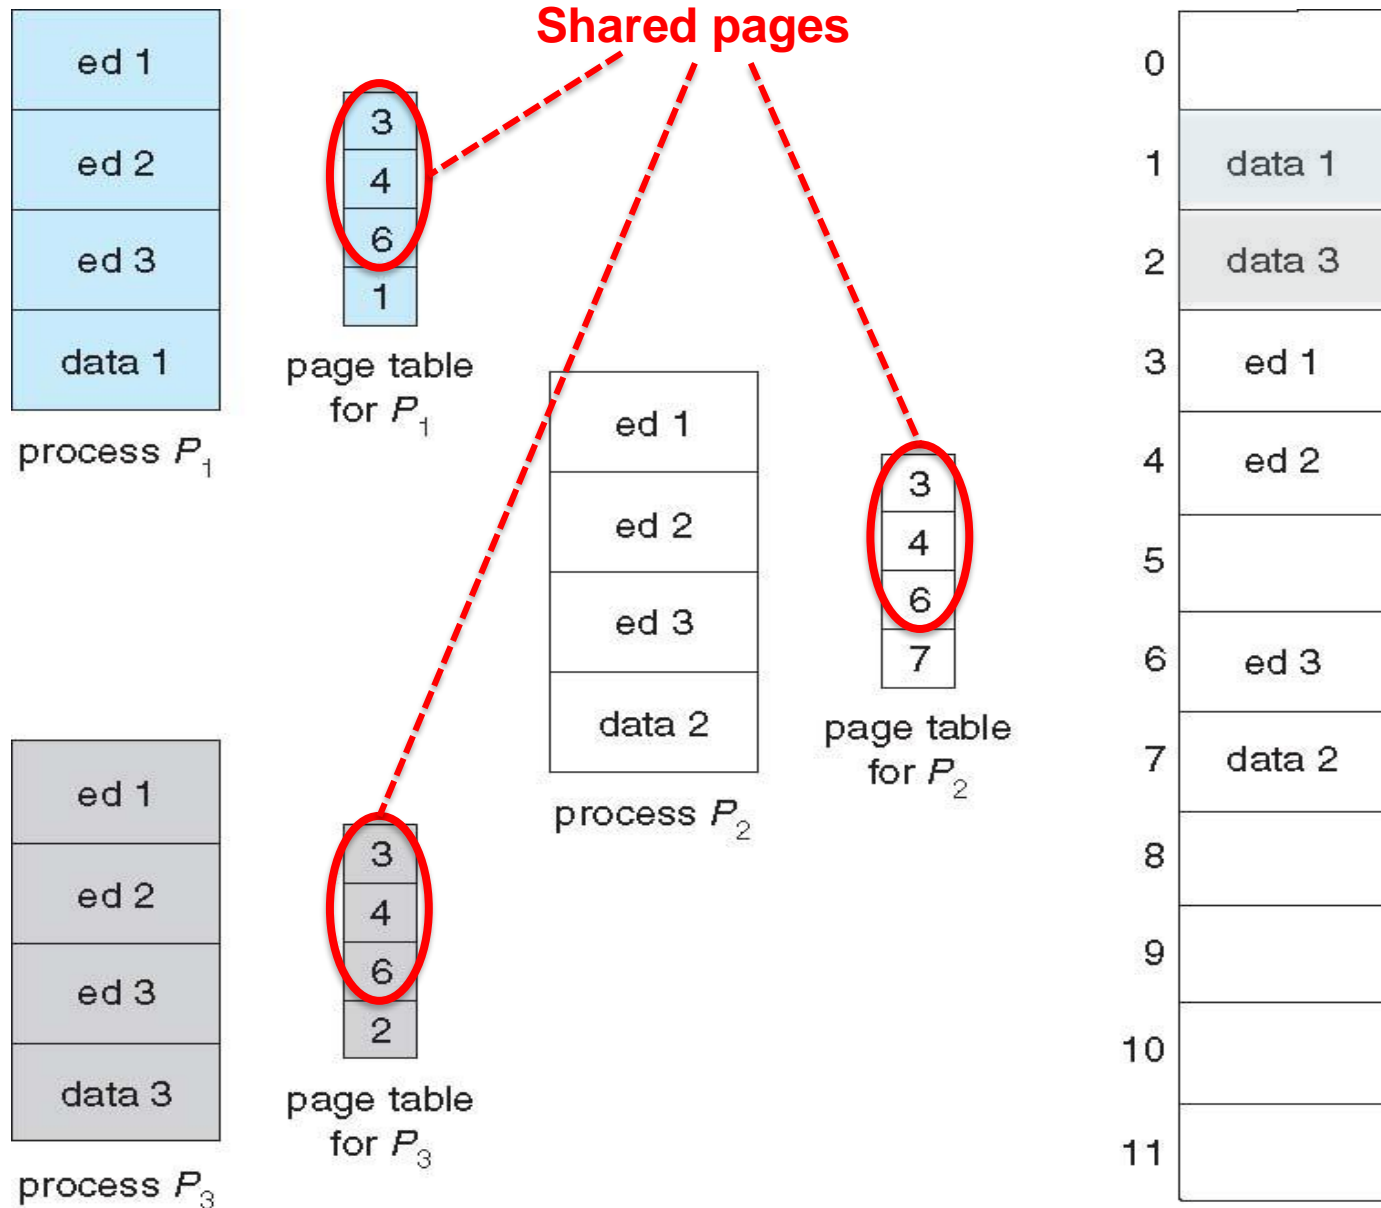 Shared pages
ed 1
ed 2
ed 3
data 1
process P1
3
4
6
1
page table
for P1
ed 1
ed 2
ed 3
data 2
process P2
3
4
6
7
page table
for P2
ed 1
ed 2
ed 3
data 3
process P3
3
4
6
2
page table
for P3
0
1 data 1
2 data 3
3 ed 1
4 ed 2
5
6 ed 3
7 data 2
8
9
10
11